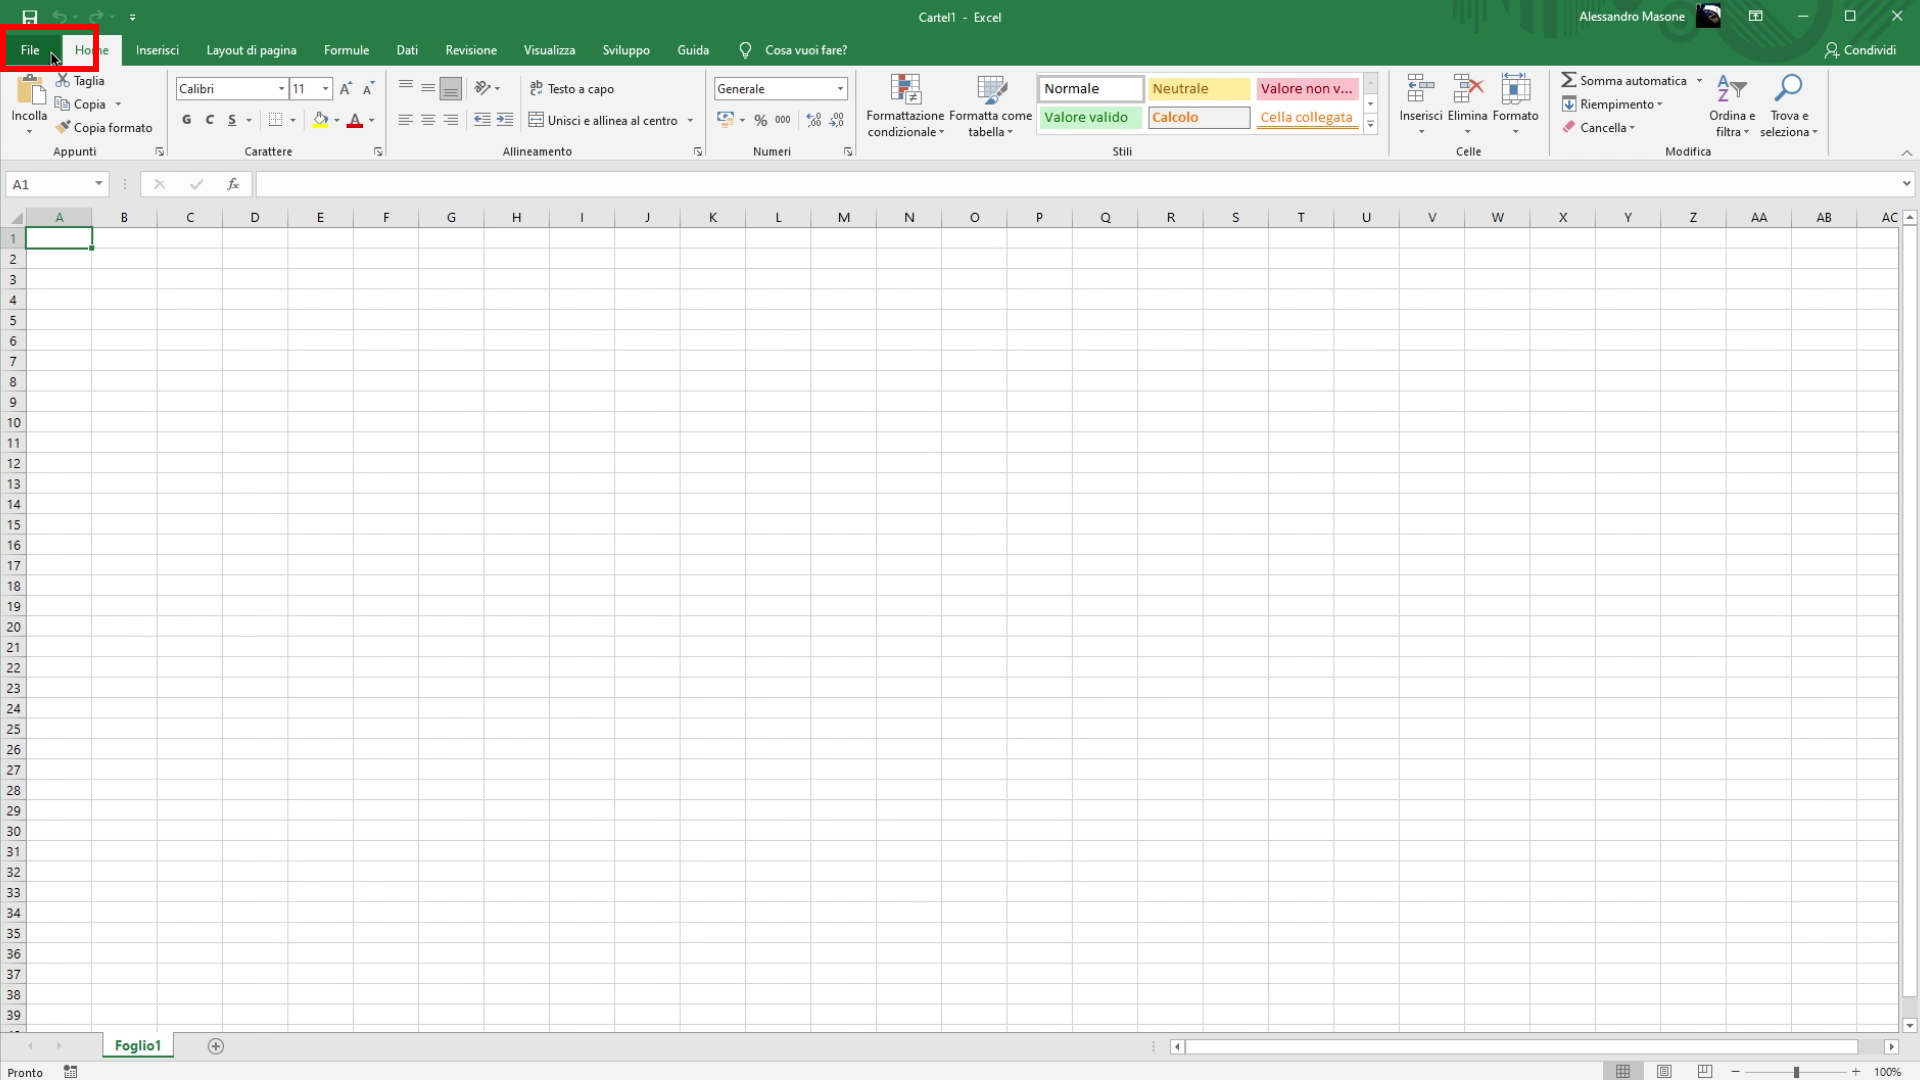 Cartel1 - Excel
Alessandro Masone
File Home Inserisci Layout di pagina Formule Dati Revisione Visualizza Sviluppo Guida Cosa vuoi fare? Condividi
Incolla
Taglia
Copia
Copia formato
Appunti
Calibri 11
G C S A
Carattere
Testo a capo
Unisci e allinea al centro
Allineamento
Generale
% 000
Numeri
Formattazione condizionale
Formatta come tabella
Normale Neutrale Valore non v...
Valore valido Calcolo Cella collegata
Stili
Inserisci Elimina Formato
Celle
Somma automatica
Riempimento
Cancella
Ordina e filtra
Trova e seleziona
Modifica
A1 fx
A B C D E F G H I J K L M N O P Q R S T U V W X Y Z AA AB AC
1
2
3
4
5
6
7
8
9
10
11
12
13
14
15
16
17
18
19
20
21
22
23
24
25
26
27
28
29
30
31
32
33
34
35
36
37
38
39
Foglio1
Pronto 100%